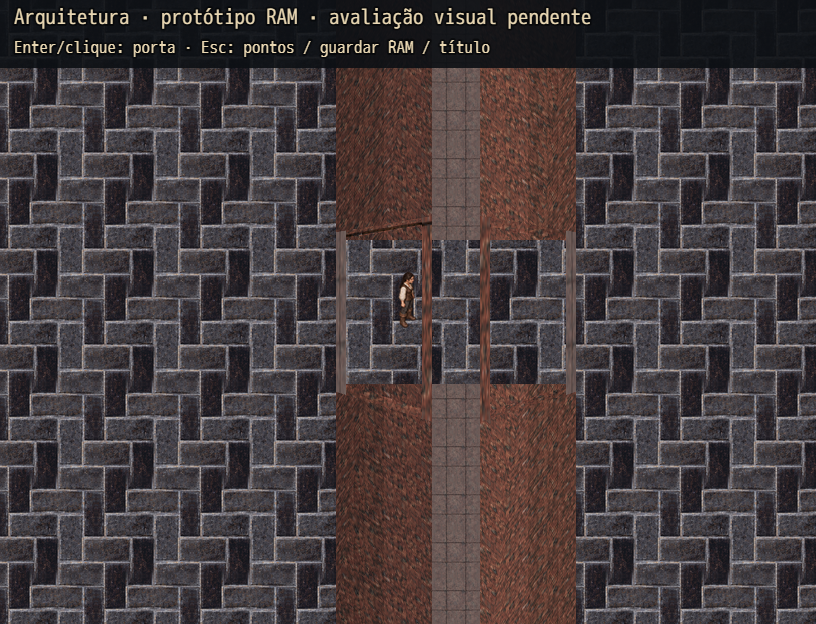 Arquitetura · protótipo RAM · avaliação visual pendente
Enter/clique: porta · Esc: pontos / guardar RAM / título